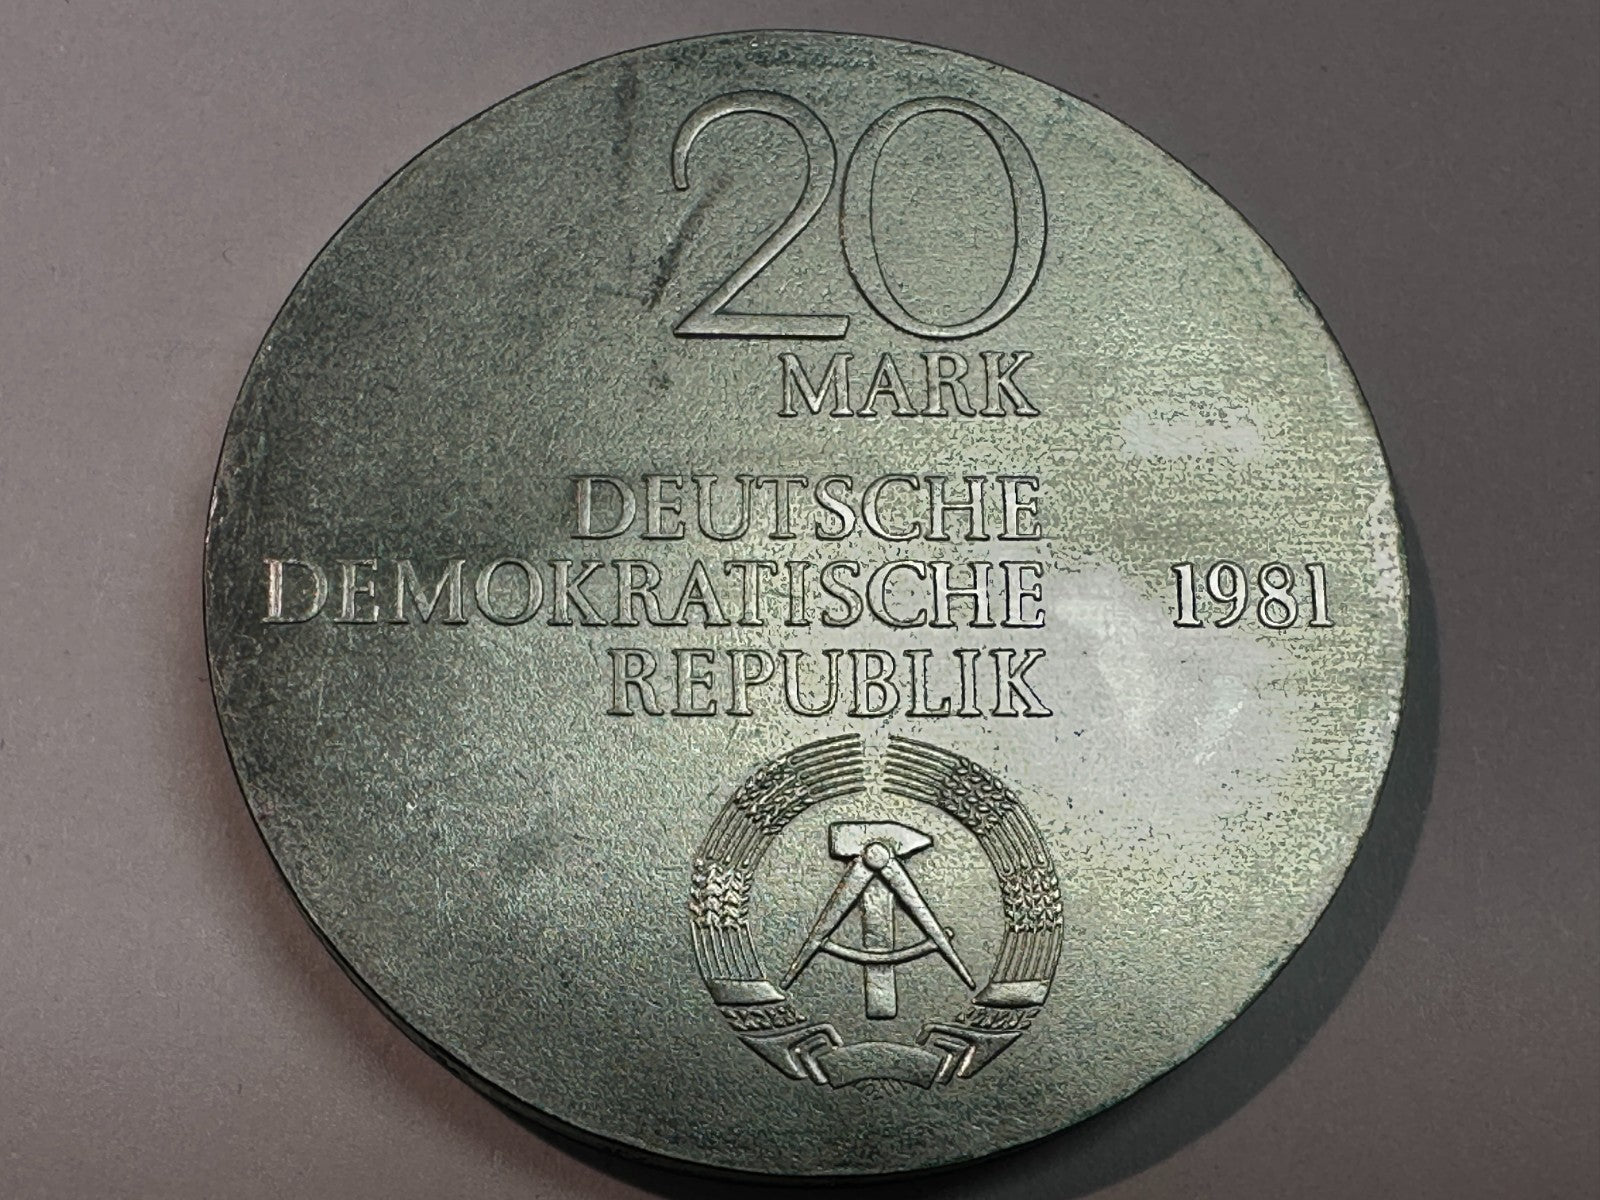 20
MARK
DEUTSCHE
DEMOKRATISCHE 1981
REPUBLIK